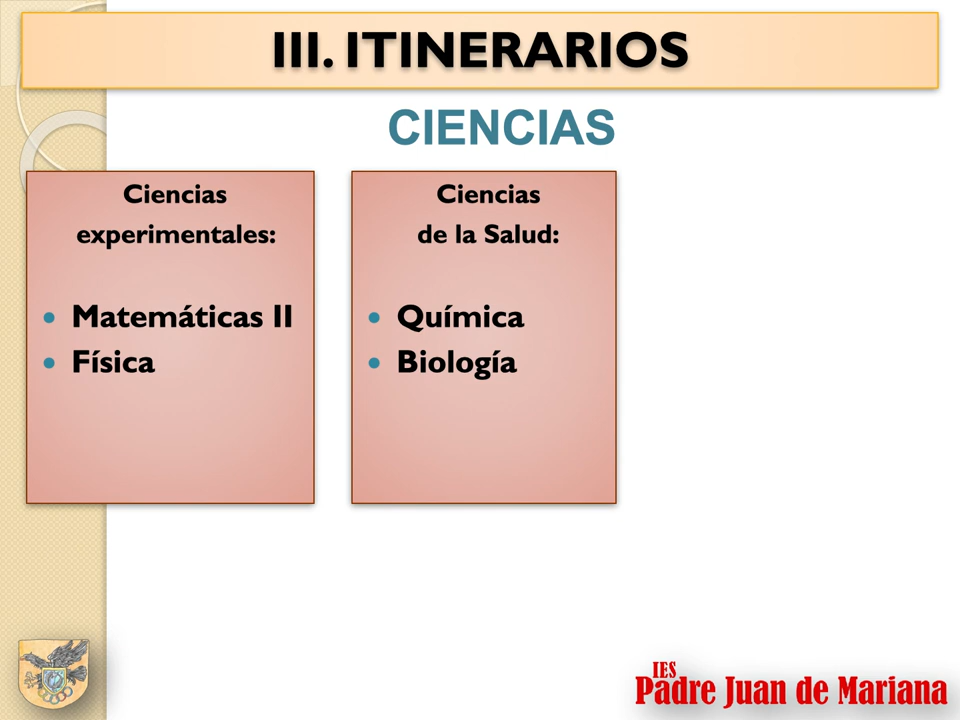 III. ITINERARIOS
CIENCIAS
Ciencias
experimentales:
• Matemáticas II
• Física
Ciencias
de la Salud:
• Química
• Biología
IES
Padre Juan de Mariana